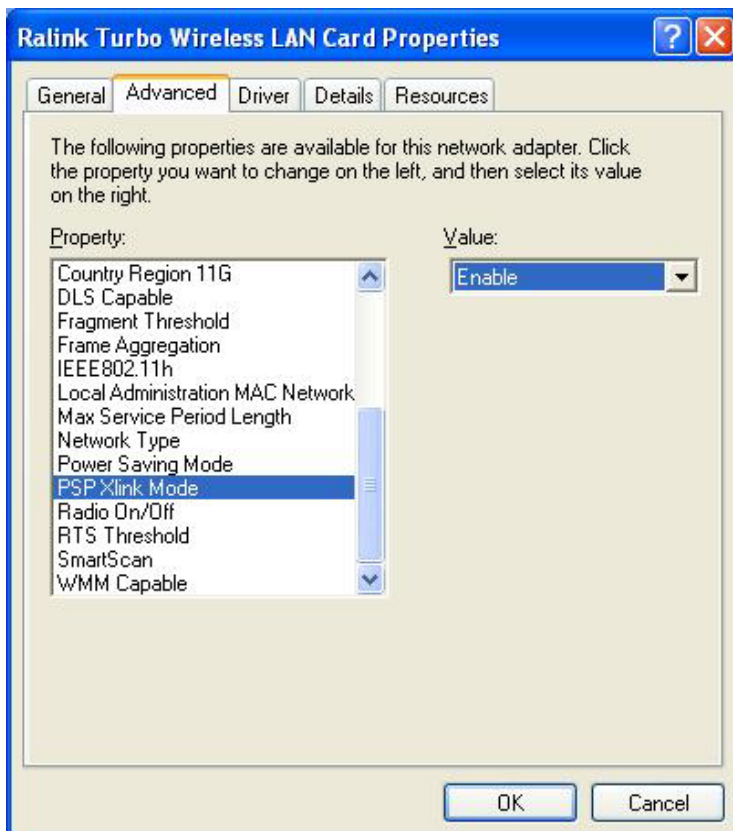 Ralink Turbo Wireless LAN Card Properties
General Advanced Driver Details Resources
The following properties are available for this network adapter. Click
the property you want to change on the left, and then select its value
on the right.
Property:
Value:
Country Region 11G
DLS Capable
Fragment Threshold
Frame Aggregation
IEEE802.11h
Local Administration MAC Network
Max Service Period Length
Network Type
Power Saving Mode
PSP Xlink Mode
Radio On/Off
RTS Threshold
SmartScan
WMM Capable
Enable
OK Cancel